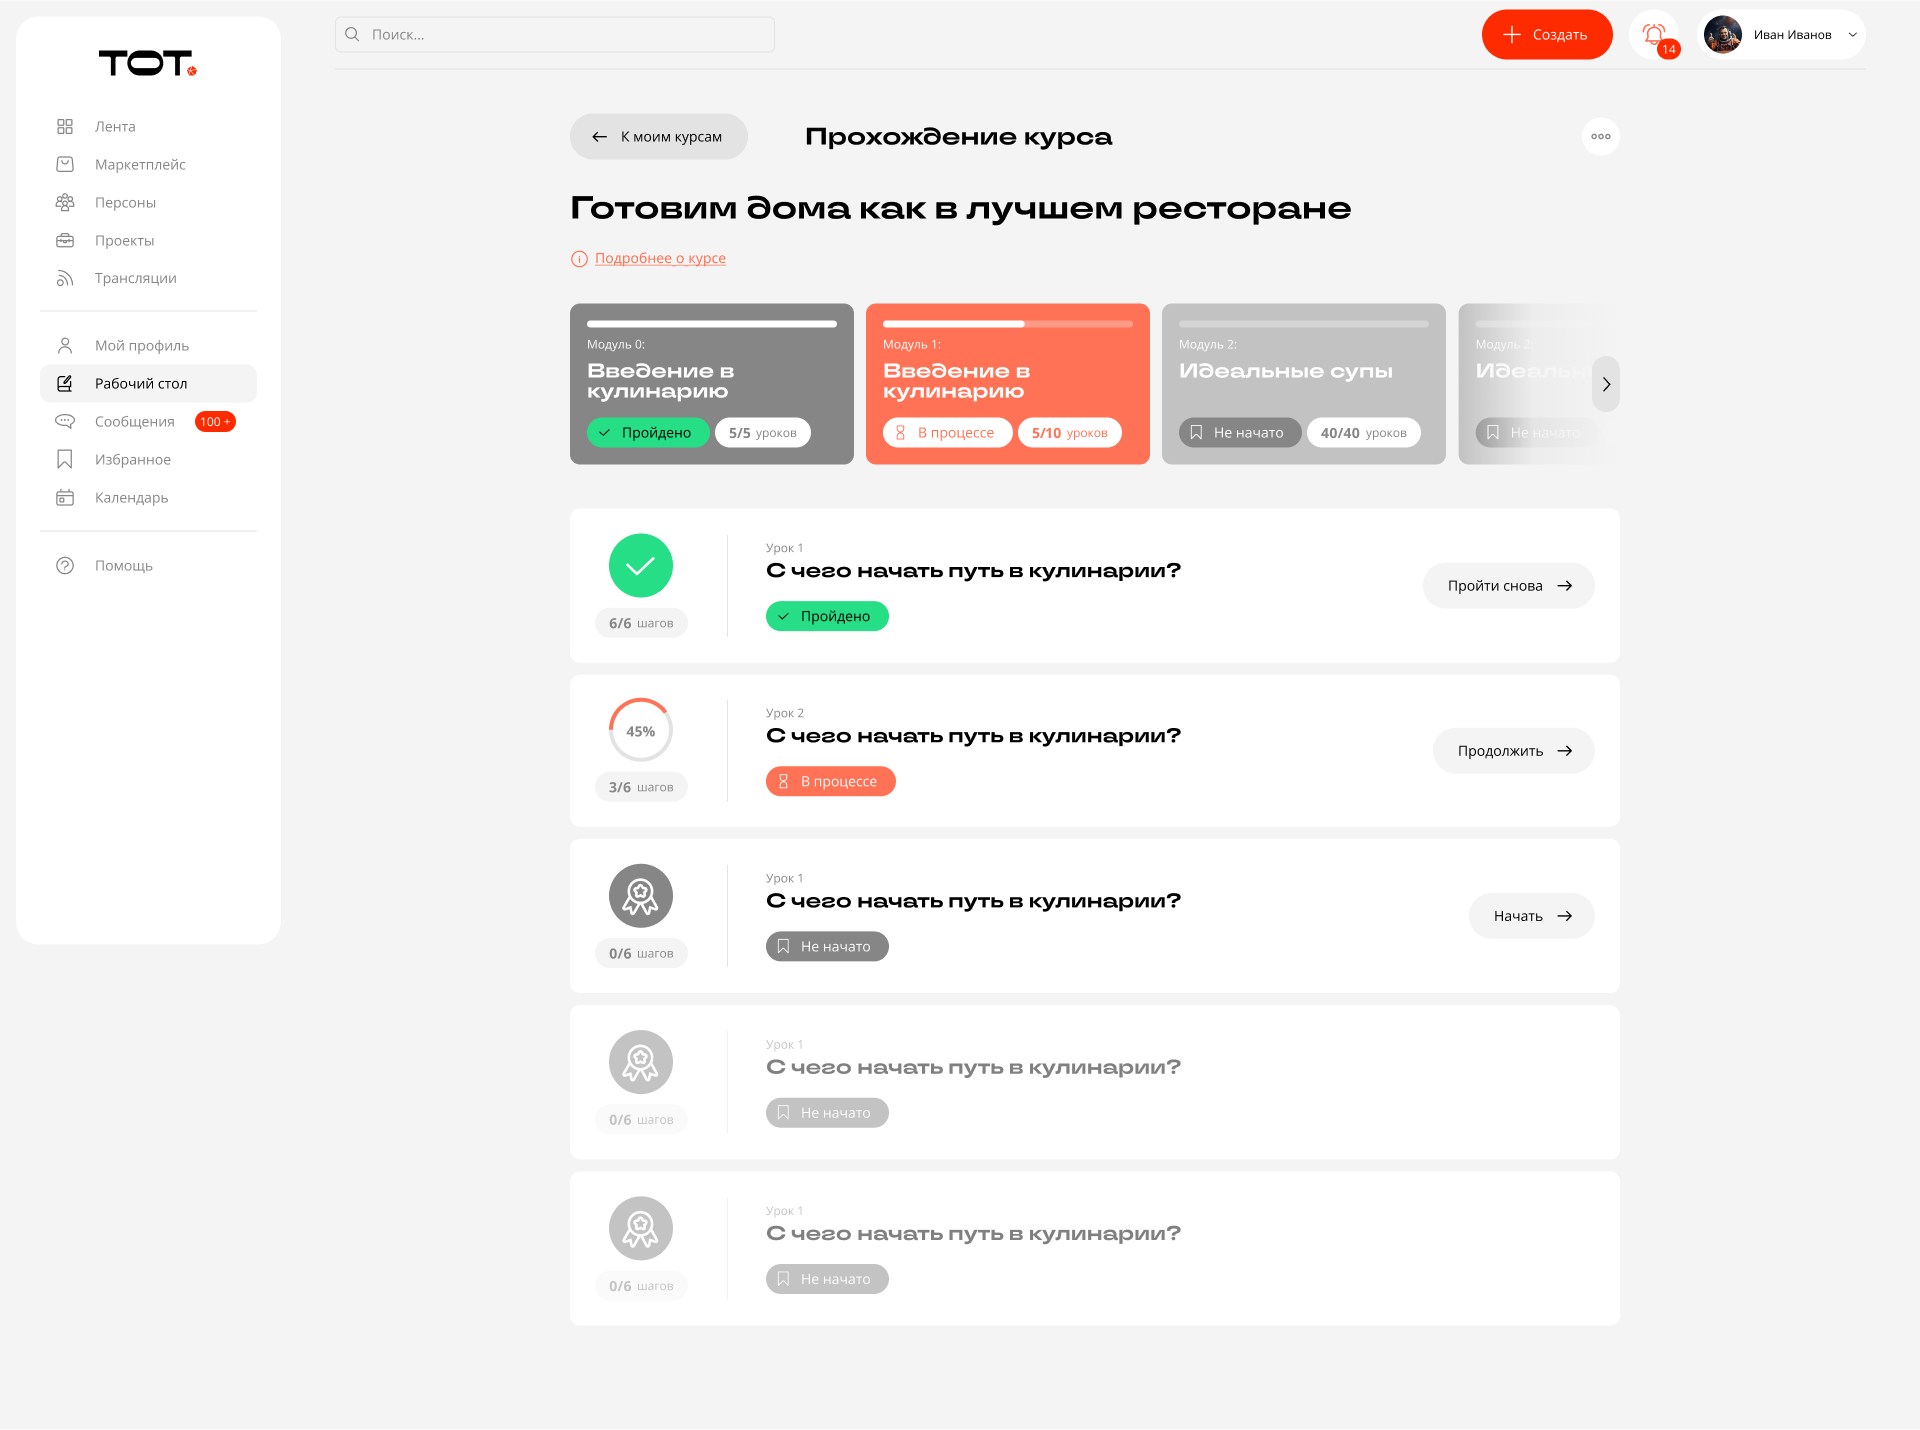 ТОТ.
Лента
Маркетплейс
Персоны
Проекты
Трансляции
Мой профиль
Рабочий стол
Сообщения 100 +
Избранное
Календарь
Помощь
Поиск...
Создать
14
Иван Иванов
К моим курсам
Прохождение курса
Готовим дома как в лучшем ресторане
Подробнее о курсе
Модуль 0:
Введение в
кулинарию
Пройдено 5/5 уроков
Модуль 1:
Введение в
кулинарию
В процессе 5/10 уроков
Модуль 2:
Идеальные супы
Не начато 40/40 уроков
Модуль 2:
Не начато
6/6 шагов
Урок 1
С чего начать путь в кулинарии?
Пройдено
Пройти снова
45%
3/6 шагов
Урок 2
С чего начать путь в кулинарии?
В процессе
Продолжить
0/6 шагов
Урок 1
С чего начать путь в кулинарии?
Не начато
Начать
0/6 шагов
Урок 1
С чего начать путь в кулинарии?
Не начато
0/6 шагов
Урок 1
С чего начать путь в кулинарии?
Не начато